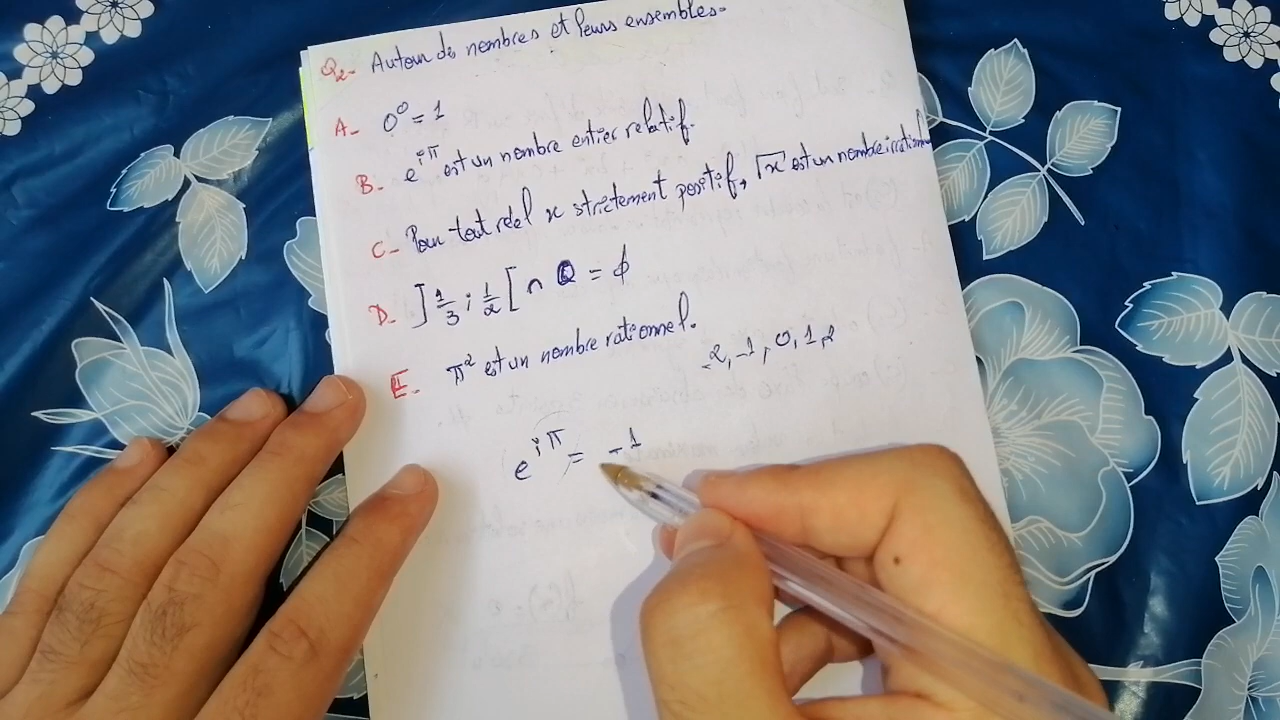 Q2- Autour des nombres et leurs ensembles.
A- 0⁰ = 1
B- e^{iπ} est un nombre entier relatif.
C- Pour tout réel x strictement positif, √x est un nombre irrationnel
D- ]1/3 ; 1/2[ ∩ Q = ϕ
E- π² est un nombre rationnel.
-2, -1, 0, 1, 2
e^{iπ} = -1